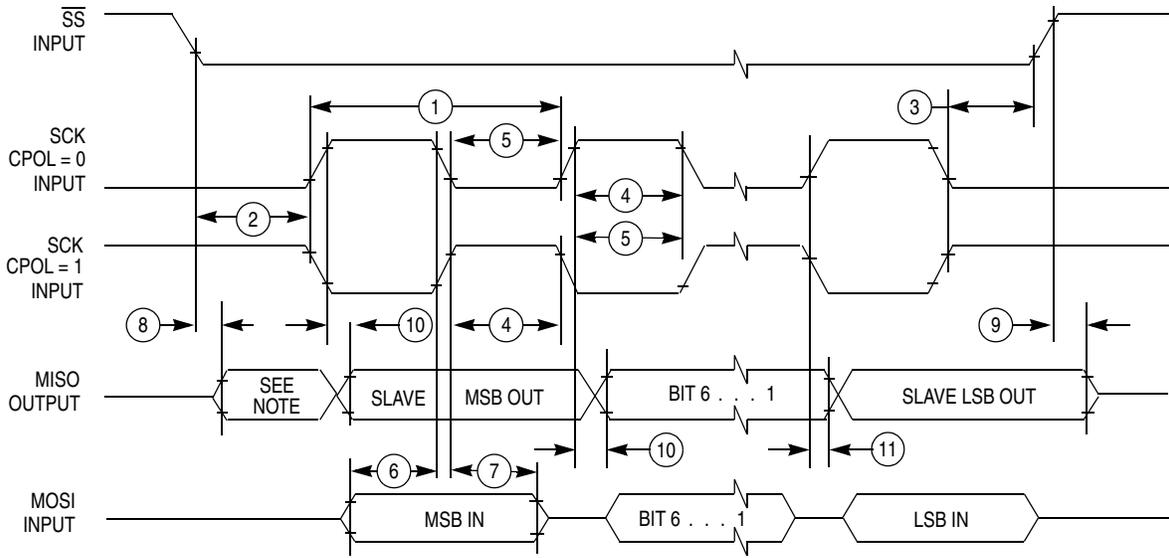 SS
INPUT
1
3
SCK
CPOL = 0
INPUT
5
4
2
SCK
CPOL = 1
INPUT
5
8
10
4
9
MISO
OUTPUT
SEE
NOTE
SLAVE
MSB OUT
BIT 6 . . . 1
SLAVE LSB OUT
10
11
6
7
MOSI
INPUT
MSB IN
BIT 6 . . . 1
LSB IN